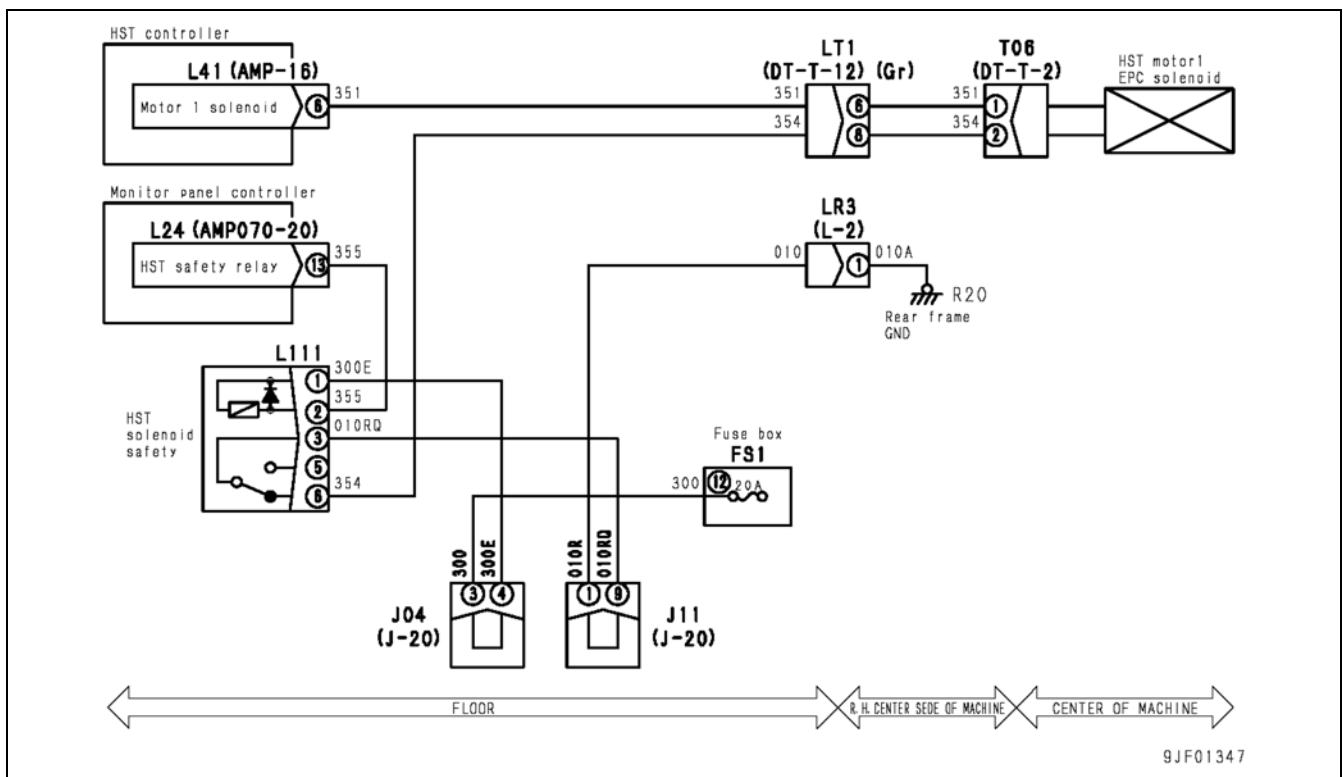 HST controller
L41 (AMP-16)
Motor 1 solenoid
6
351
LT1
(DT-T-12) (Gr)
351
354
6
8
T06
(DT-T-2)
351
354
1
2
HST motor1
EPC solenoid
Monitor panel controller
L24 (AMP070-20)
HST safety relay
13
355
LR3
(L-2)
010
1
010A
R20
Rear frame
GND
L111
HST
solenoid
safety
1
2
3
5
6
300E
355
010RQ
354
Fuse box
FS1
300
12
20A
300
300E
010R
010RQ
3
4
1
9
J04
(J-20)
J11
(J-20)
FLOOR
R.H. CENTER SEDE OF MACHINE
CENTER OF MACHINE
9JF01347